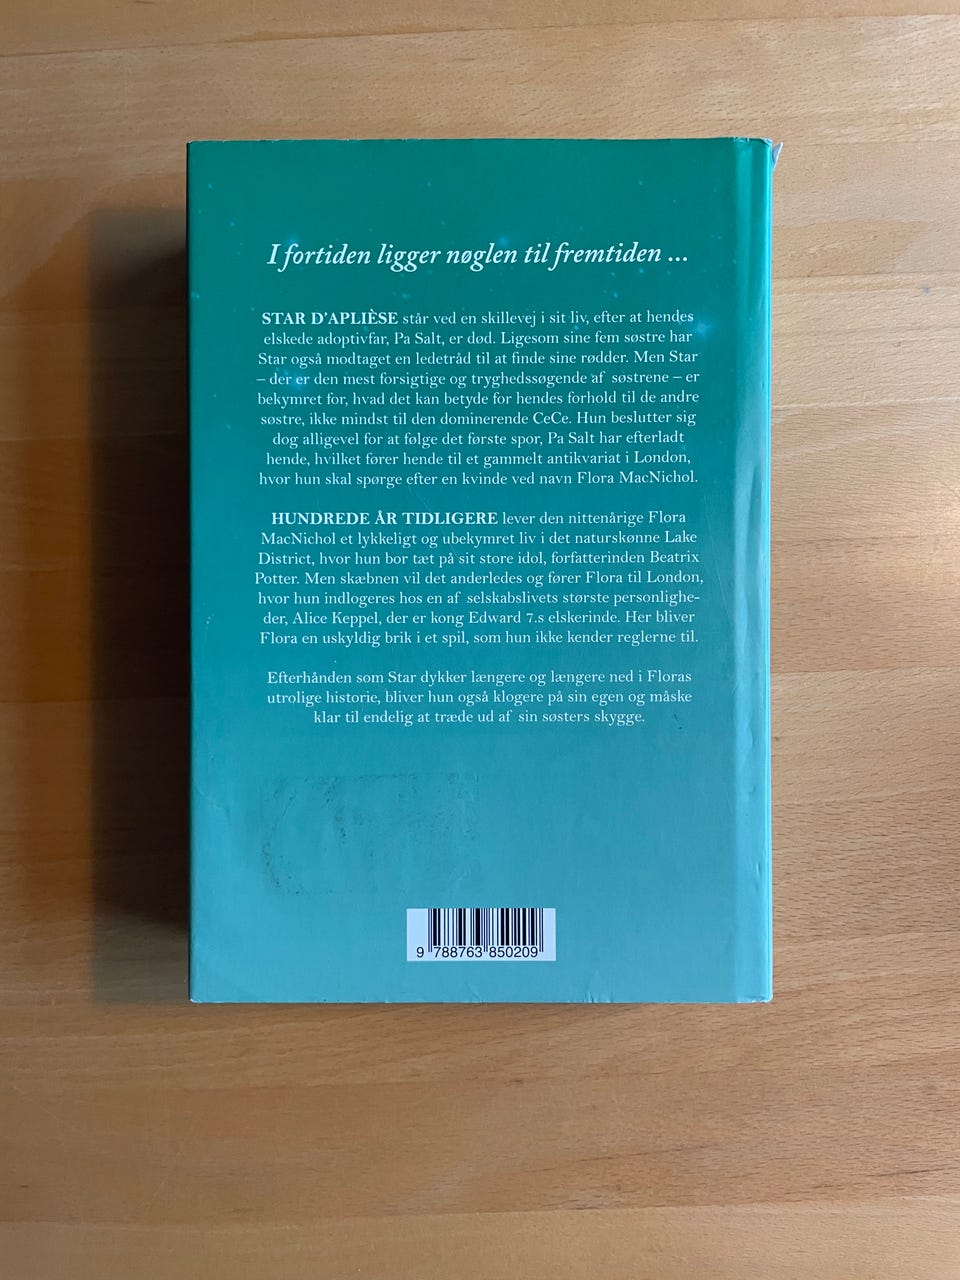 I fortiden ligger nøglen til fremtiden ...
STAR D'APLIÈSE står ved en skillevej i sit liv, efter at hendes
elskede adoptivfar, Pa Salt, er død. Ligesom sine fem søstre har
Star også modtaget en ledetråd til at finde sine rødder. Men Star
– der er den mest forsigtige og tryghedssøgende af søstrene – er
bekymret for, hvad det kan betyde for hendes forhold til de andre
søstre, ikke mindst til den dominerende CeCe. Hun beslutter sig
dog alligevel for at følge det første spor, Pa Salt har efterladt
hende, hvilket fører hende til et gammelt antikvariat i London,
hvor hun skal spørge efter en kvinde ved navn Flora MacNichol.
HUNDREDE ÅR TIDLIGERE lever den nittenårige Flora
MacNichol et lykkeligt og ubekymret liv i det naturskønne Lake
District, hvor hun bor tæt på sit store idol, forfatterinden Beatrix
Potter. Men skæbnen vil det anderledes og fører Flora til London,
hvor hun indlogeres hos en af selskabslivets største personlighe-
der, Alice Keppel, der er kong Edward 7.s elskerinde. Her bliver
Flora en uskyldig brik i et spil, som hun ikke kender reglerne til.
Efterhånden som Star dykker længere og længere ned i Floras
utrolige historie, bliver hun også klogere på sin egen og måske
klar til endelig at træde ud af sin søsters skygge.
9 788763 850209